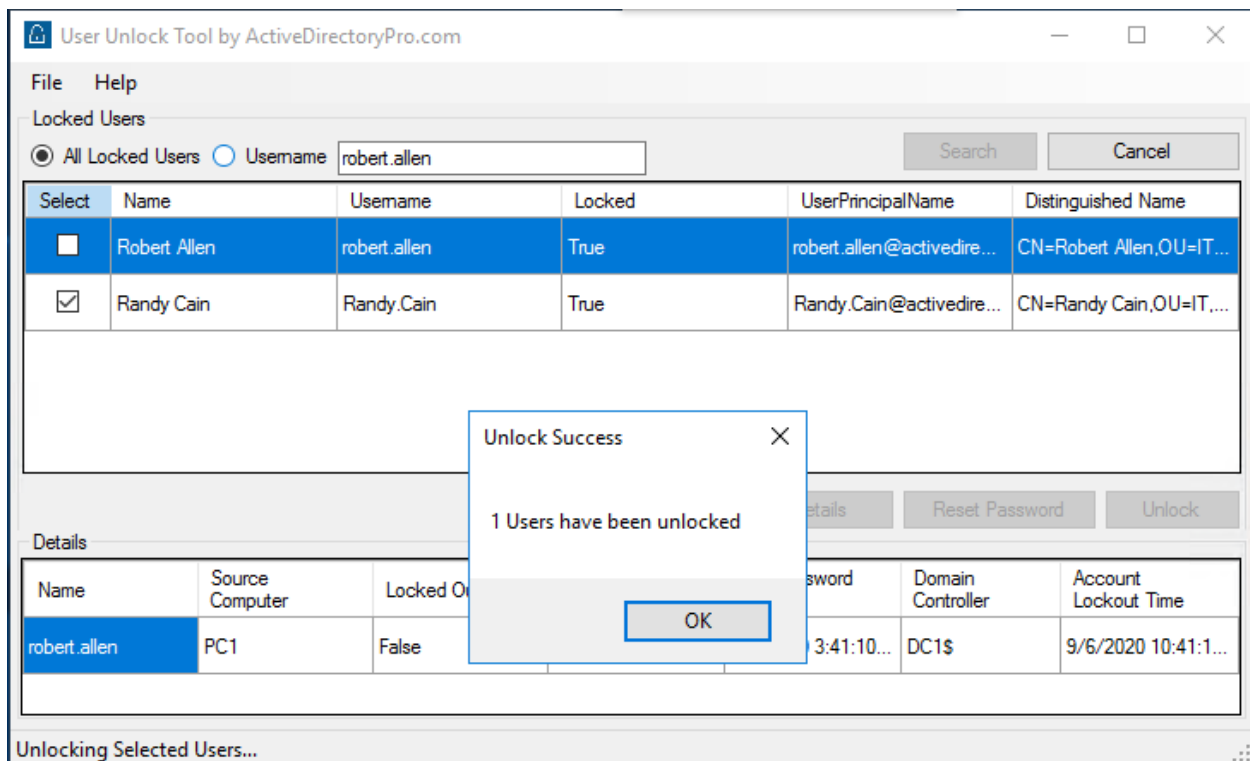 User Unlock Tool by ActiveDirectoryPro.com
File Help
Locked Users
All Locked Users Username robert.allen Search Cancel
Select Name Username Locked UserPrincipalName Distinguished Name
Robert Allen robert.allen True robert.allen@activedire... CN=Robert Allen,OU=IT...
Randy Cain Randy.Cain True Randy.Cain@activedire... CN=Randy Cain,OU=IT,...
Unlock Success
1 Users have been unlocked
OK
Reset Password Unlock
Details
Name Source Computer Locked Domain Controller Account Lockout Time
robert.allen PC1 False 3:41:10... DC1$ 9/6/2020 10:41:1...
Unlocking Selected Users...